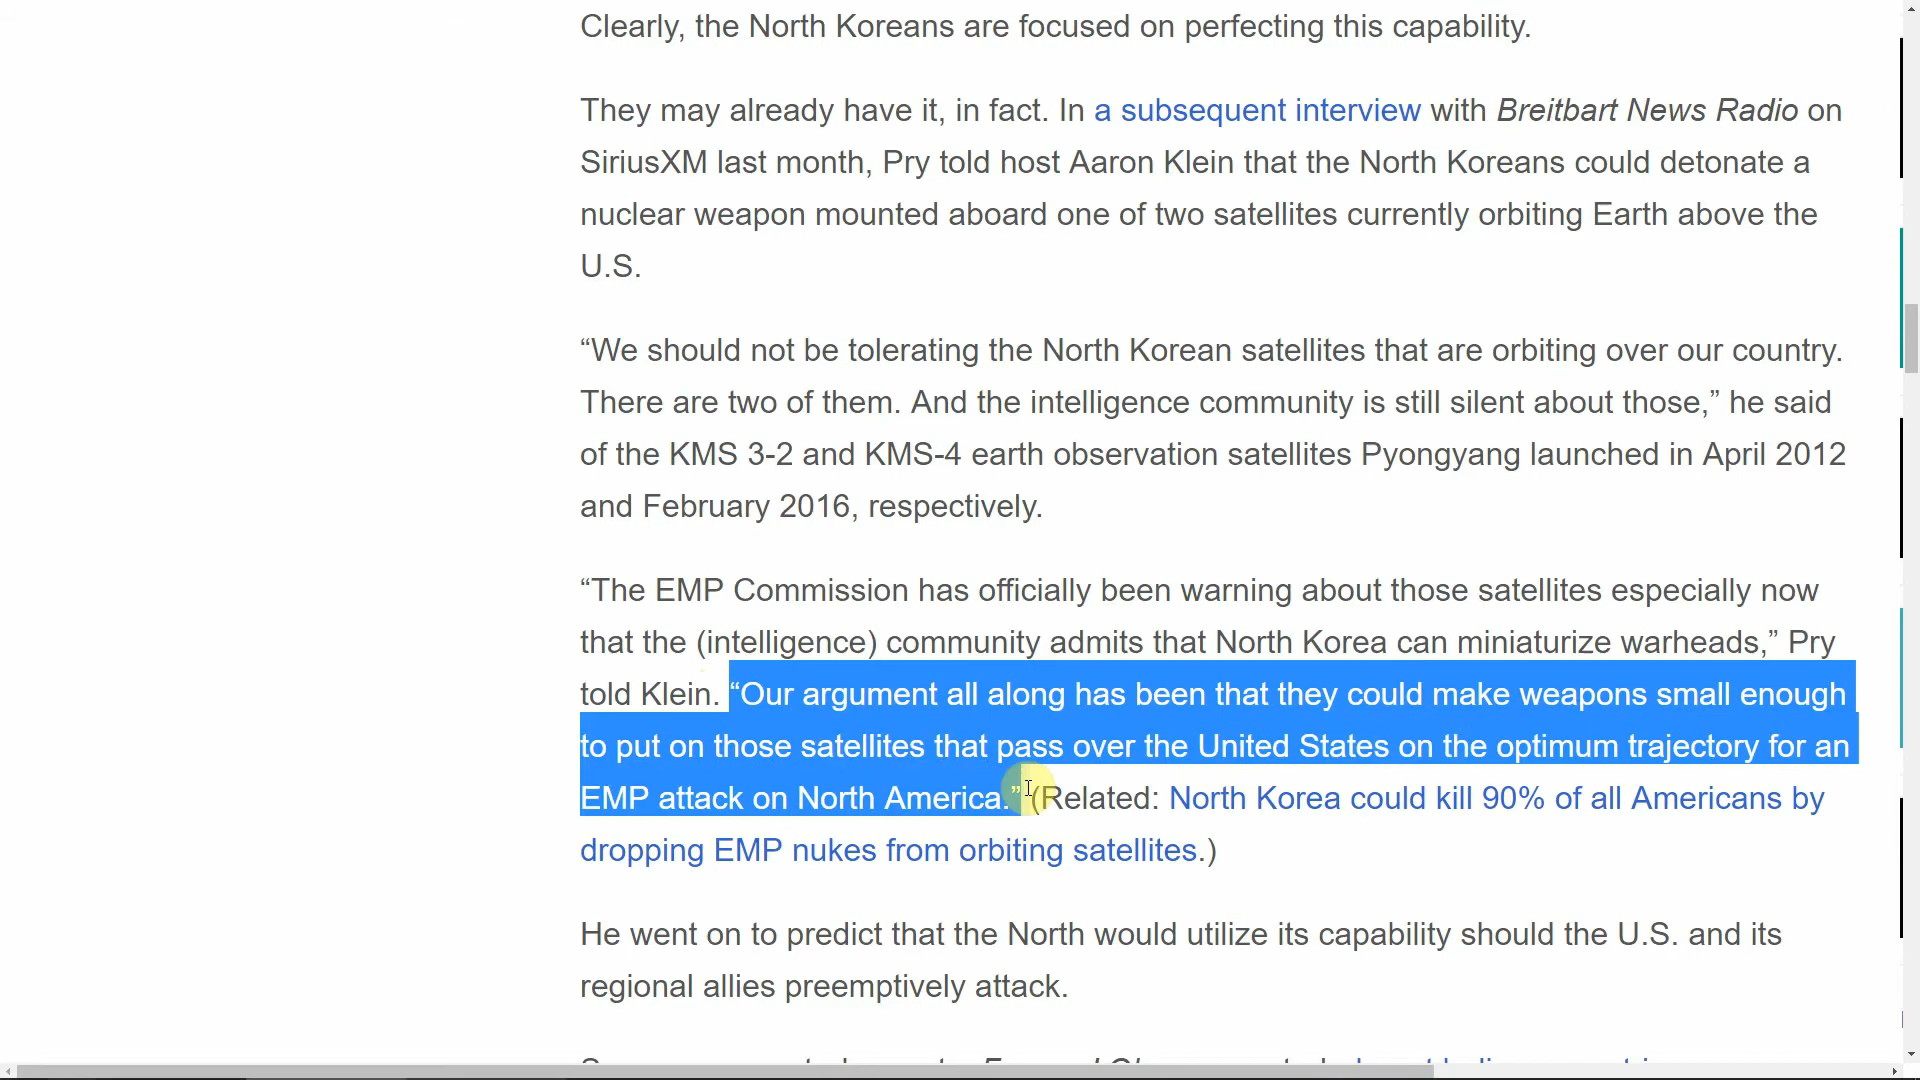 Clearly, the North Koreans are focused on perfecting this capability.
They may already have it, in fact. In a subsequent interview with Breitbart News Radio on
SiriusXM last month, Pry told host Aaron Klein that the North Koreans could detonate a
nuclear weapon mounted aboard one of two satellites currently orbiting Earth above the
U.S.
“We should not be tolerating the North Korean satellites that are orbiting over our country.
There are two of them. And the intelligence community is still silent about those,” he said
of the KMS 3-2 and KMS-4 earth observation satellites Pyongyang launched in April 2012
and February 2016, respectively.
“The EMP Commission has officially been warning about those satellites especially now
that the (intelligence) community admits that North Korea can miniaturize warheads,” Pry
told Klein. “Our argument all along has been that they could make weapons small enough
to put on those satellites that pass over the United States on the optimum trajectory for an
EMP attack on North America.” (Related: North Korea could kill 90% of all Americans by
dropping EMP nukes from orbiting satellites.)
He went on to predict that the North would utilize its capability should the U.S. and its
regional allies preemptively attack.